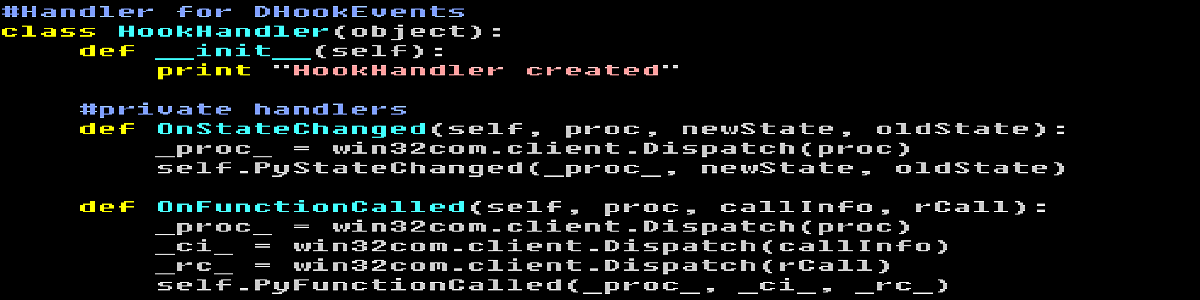 #Handler for DHookEvents
class HookHandler(object):
    def __init__(self):
        print "HookHandler created"
    #private handlers
    def OnStateChanged(self, proc, newState, oldState):
        _proc_ = win32com.client.Dispatch(proc)
        self.PyStateChanged(_proc_, newState, oldState)
    def OnFunctionCalled(self, proc, callInfo, rCall):
        _proc_ = win32com.client.Dispatch(proc)
        _ci_ = win32com.client.Dispatch(callInfo)
        _rc_ = win32com.client.Dispatch(rCall)
        self.PyFunctionCalled(_proc_, _ci_, _rc_)